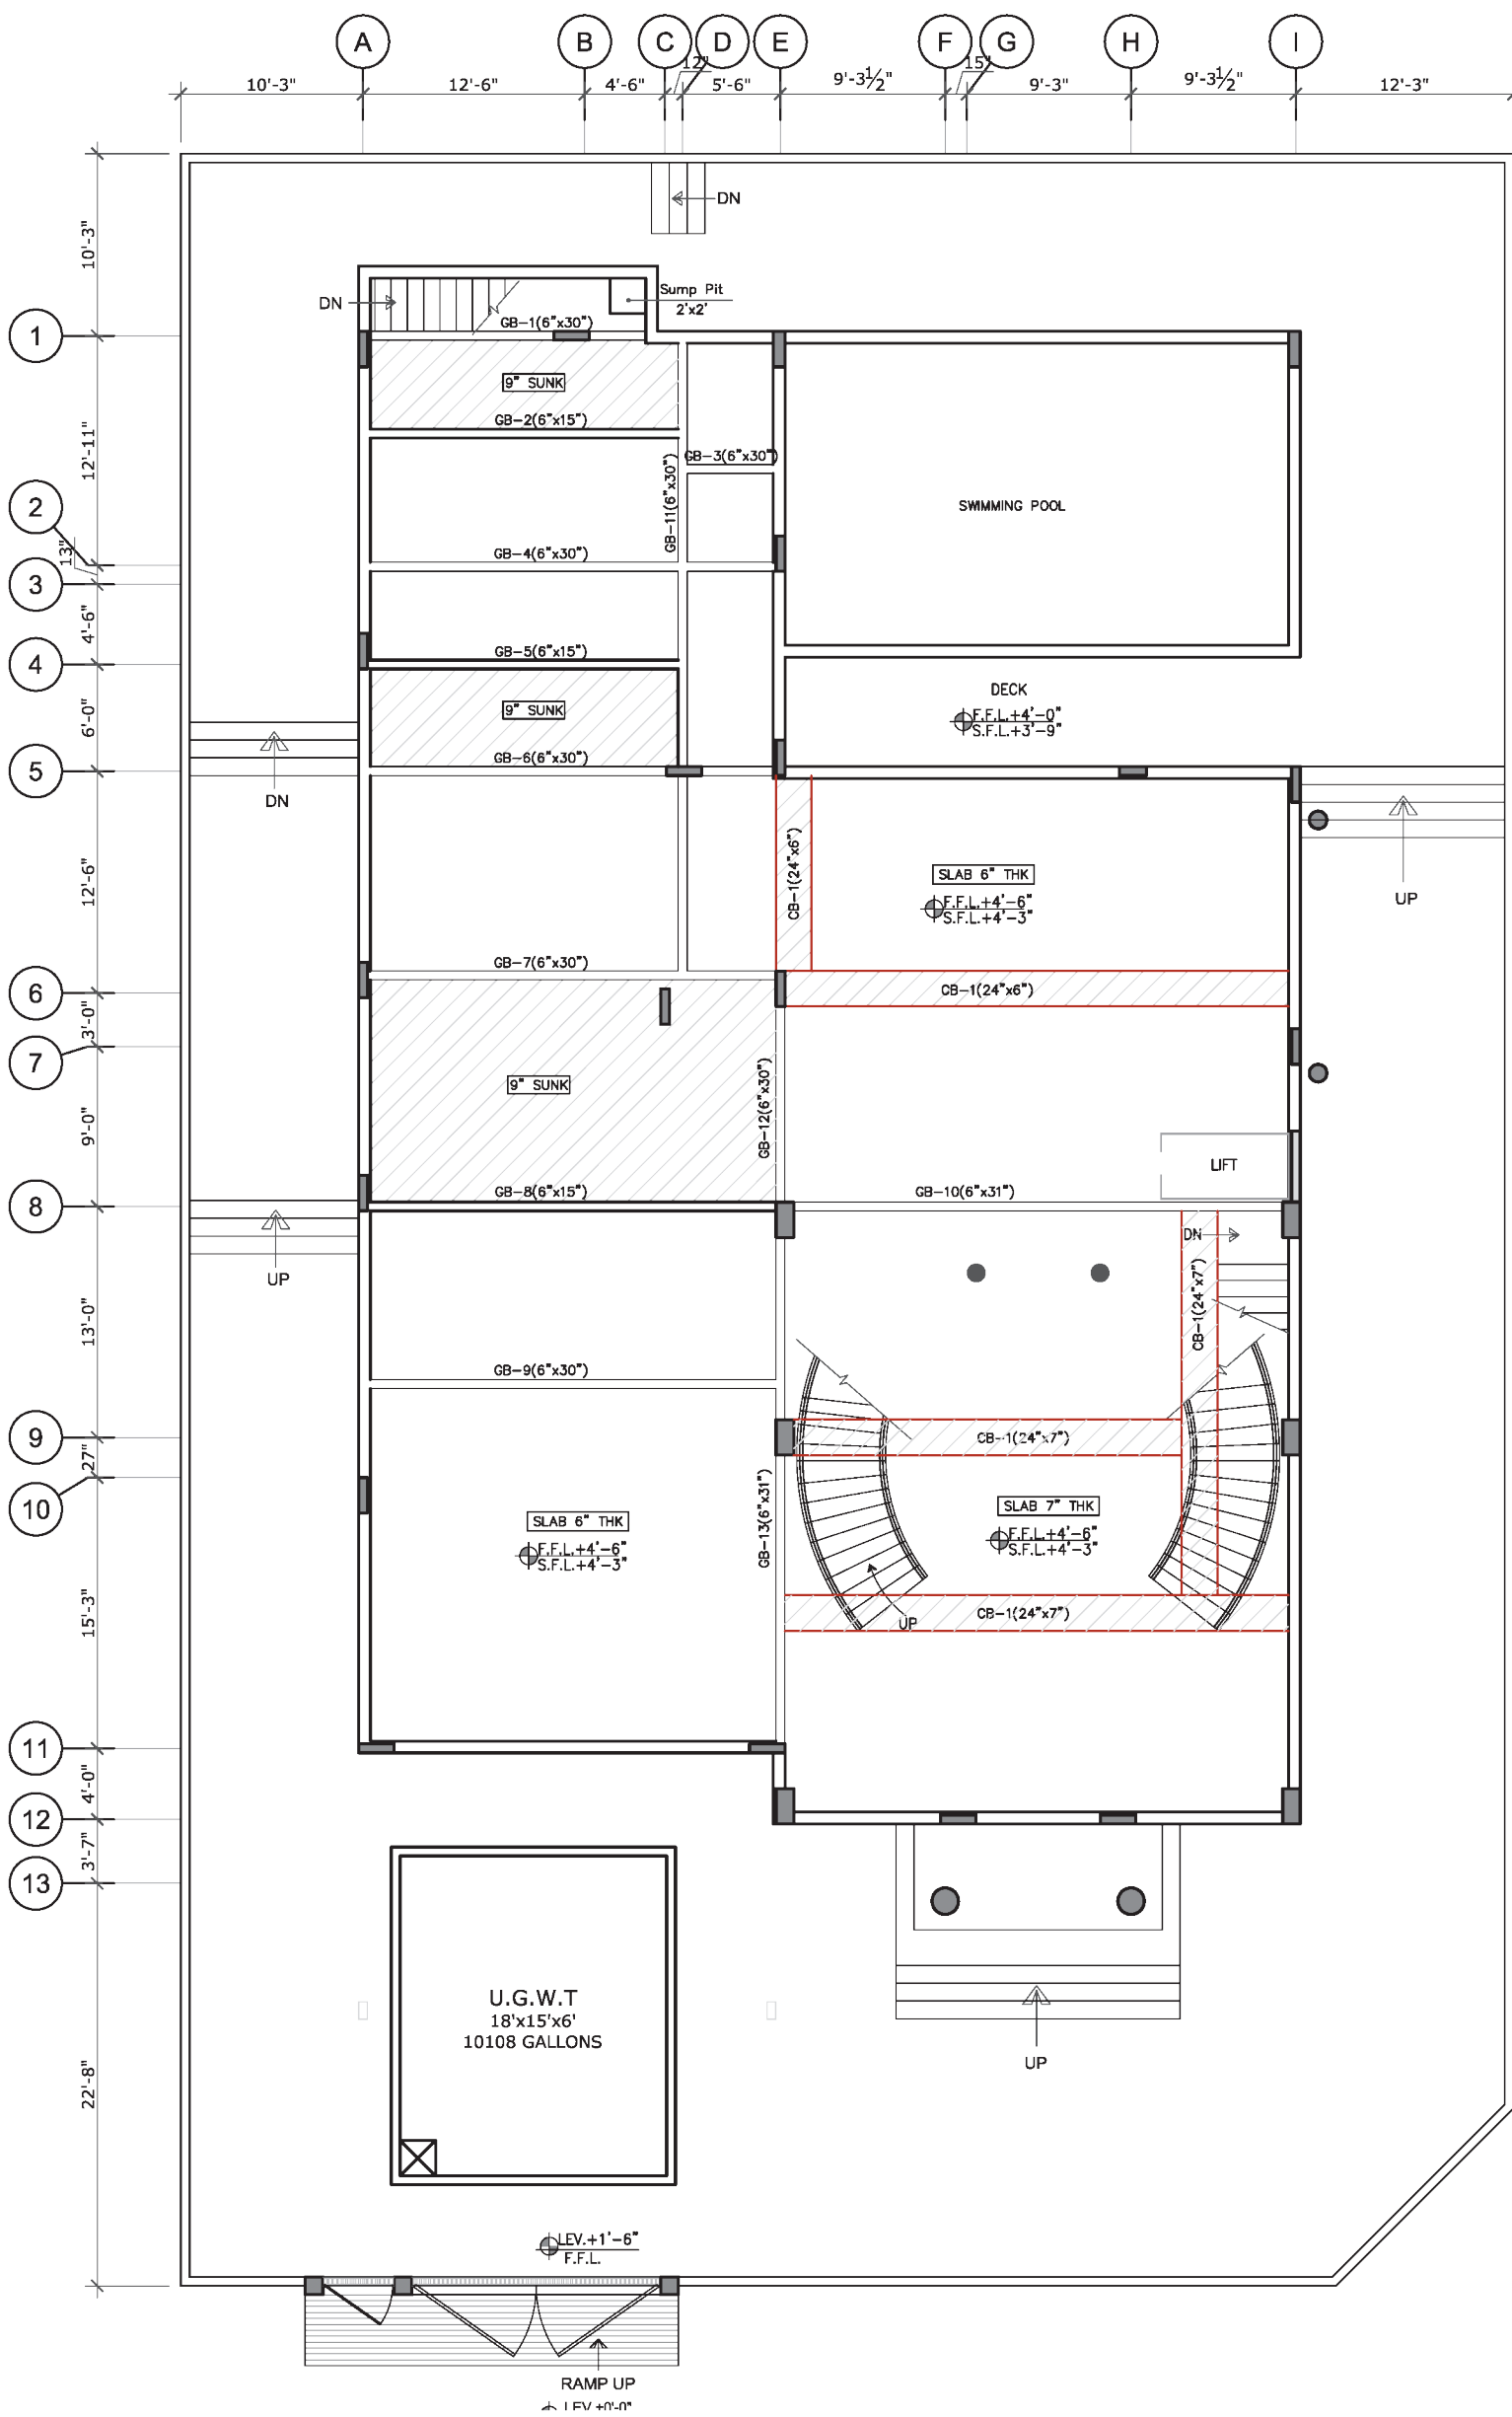 A B C D E F G H I
12" 15"
10'-3" 12'-6" 4'-6" 5'-6" 9'-3½" 9'-3" 9'-3½" 12'-3"
DN
10'-3"
DN
Sump Pit
2'x2'
GB-1(6"x30")
1
9" SUNK
GB-2(6"x15")
12'-11"
GB-3(6"x30")
GB-11(6"x30")
2
SWIMMING POOL
13"
GB-4(6"x30")
3
4'-6"
GB-5(6"x15")
4
DECK
9" SUNK
F.F.L.+4'-0"
S.F.L.+3'-9"
6'-0"
GB-6(6"x30")
5
DN
CB-1(24"x6")
SLAB 6" THK
12'-6"
F.F.L.+4'-6"
S.F.L.+4'-3"
UP
GB-7(6"x30")
6
CB-1(24"x6")
3'-0"
7
9" SUNK
GB-12(6"x30")
9'-0"
LIFT
GB-8(6"x15")
GB-10(6"x31")
8
DN
UP
CB-1(24"x7")
13'-0"
GB-9(6"x30")
9
CB-1(24"x7")
27"
10
SLAB 7" THK
SLAB 6" THK
GB-13(6"x31")
F.F.L.+4'-6"
S.F.L.+4'-3"
F.F.L.+4'-6"
S.F.L.+4'-3"
15'-3"
CB-1(24"x7")
UP
11
4'-0"
12
3'-7"
13
U.G.W.T
18'x15'x6'
10108 GALLONS
UP
22'-8"
LEV.+1'-6"
F.F.L.
RAMP UP
LEV.±0'-0"